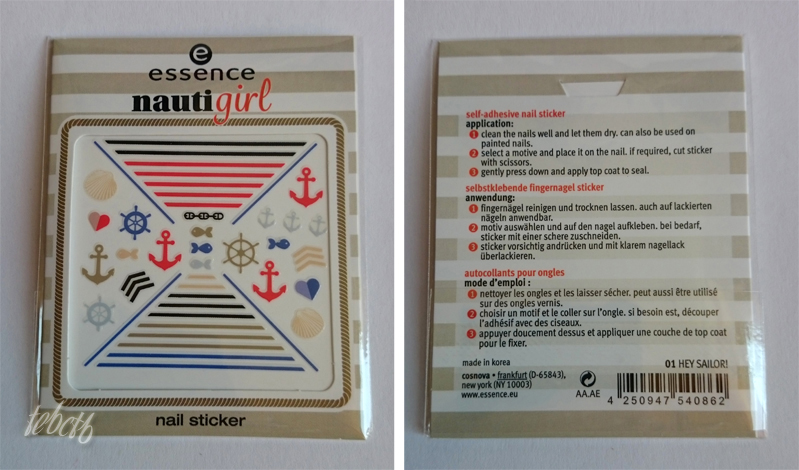 e
essence
nautigirl
nail sticker
tebctb
self-adhesive nail sticker
application:
1 clean the nails well and let them dry. can also be used on
painted nails.
2 select a motive and place it on the nail. if required, cut sticker
with scissors.
3 gently press down and apply top coat to seal.
selbstklebende fingernagel sticker
anwendung:
1 fingernägel reinigen und trocknen lassen. auch auf lackierten
nägeln anwendbar.
2 motiv auswählen und auf den nagel aufkleben. bei bedarf,
sticker mit einer schere zuschneiden.
3 sticker vorsichtig andrücken und mit klarem nagellack
überlackieren.
autocollants pour ongles
mode d'emploi :
1 nettoyer les ongles et les laisser sécher. peut aussi être utilisé
sur des ongles vernis.
2 choisir un motif et le coller sur l'ongle. si besoin est, découper
l'adhésif avec des ciseaux.
3 appuyer doucement dessus et appliquer une couche de top coat
pour le fixer.
made in korea
01 HEY SAILOR!
cosnova • frankfurt (D-65843),
new york (NY 10003)
www.essence.eu
AA.AE
4 250947 540862